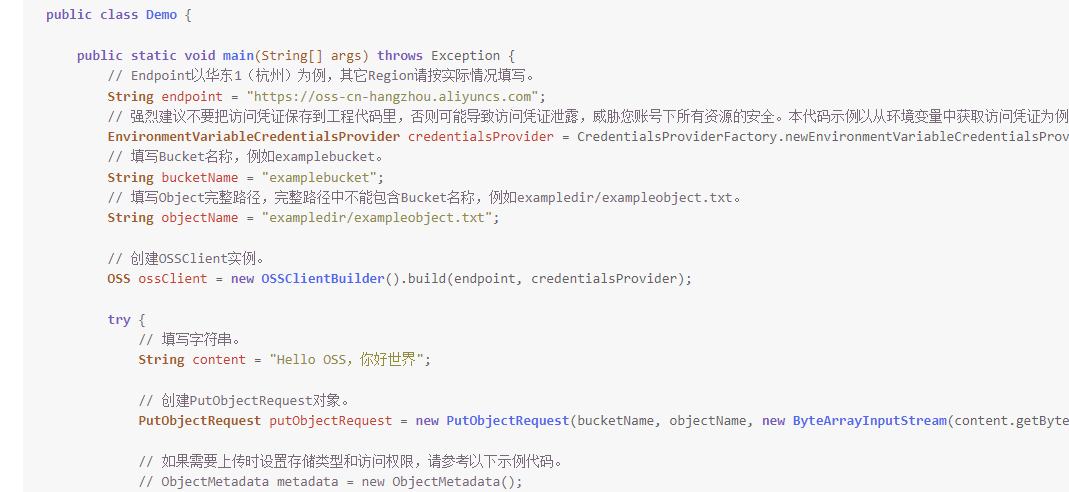 public class Demo {
public static void main(String[] args) throws Exception {
// Endpoint以华东1（杭州）为例，其它Region请按实际情况填写。
String endpoint = "https://oss-cn-hangzhou.aliyuncs.com";
// 强烈建议不要把访问凭证保存到工程代码里，否则可能导致访问凭证泄露，威胁您账号下所有资源的安全。本代码示例以从环境变量中获取访问凭证为例
EnvironmentVariableCredentialsProvider credentialsProvider = CredentialsProviderFactory.newEnvironmentVariableCredentialsProv
// 填写Bucket名称，例如examplebucket。
String bucketName = "examplebucket";
// 填写Object完整路径，完整路径中不能包含Bucket名称，例如exampledir/exampleobject.txt。
String objectName = "exampledir/exampleobject.txt";
// 创建OSSClient实例。
OSS ossClient = new OSSClientBuilder().build(endpoint, credentialsProvider);
try {
// 填写字符串。
String content = "Hello OSS，你好世界";
// 创建PutObjectRequest对象。
PutObjectRequest putObjectRequest = new PutObjectRequest(bucketName, objectName, new ByteArrayInputStream(content.getByte
// 如果需要上传时设置存储类型和访问权限，请参考以下示例代码。
// ObjectMetadata metadata = new ObjectMetadata();